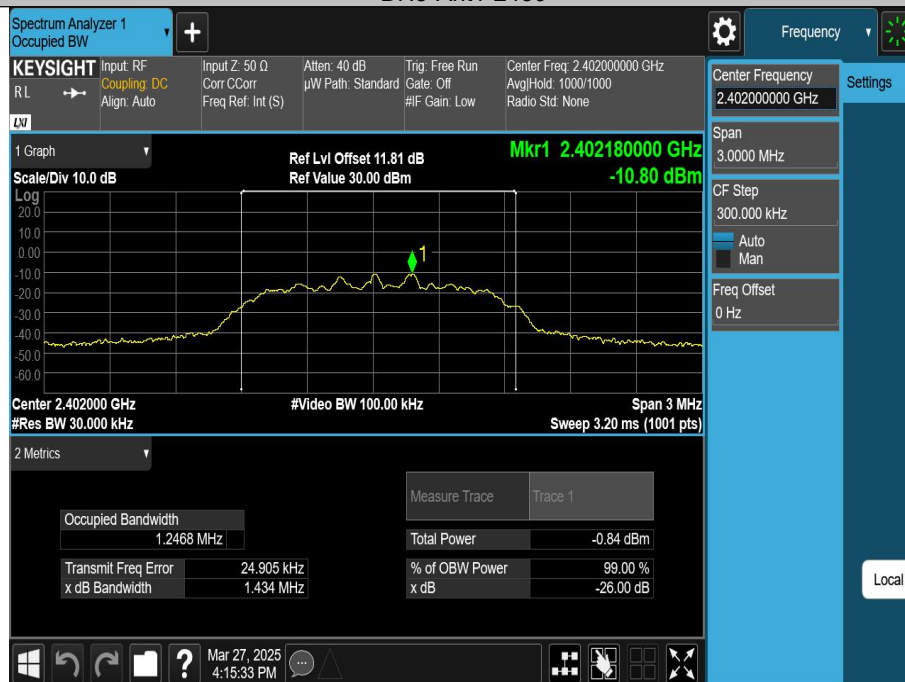 Spectrum Analyzer 1
Occupied BW
Frequency
KEYSIGHT
RL
LXI
Input: RF
Coupling: DC
Align: Auto
Input Z: 50 Ω
Corr CCorr
Freq Ref: Int (S)
Atten: 40 dB
µW Path: Standard
Trig: Free Run
Gate: Off
#IF Gain: Low
Center Freq: 2.402000000 GHz
Avg|Hold: 1000/1000
Radio Std: None
Center Frequency
2.402000000 GHz
Settings
Span
3.0000 MHz
CF Step
300.000 kHz
Auto
Man
Freq Offset
0 Hz
Local
1 Graph
Scale/Div 10.0 dB
Ref Lvl Offset 11.81 dB
Ref Value 30.00 dBm
Mkr1 2.402180000 GHz
-10.80 dBm
Log
20.0
10.0
0.00
-10.0
-20.0
-30.0
-40.0
-50.0
-60.0
1
Center 2.402000 GHz
#Video BW 100.00 kHz
Span 3 MHz
#Res BW 30.000 kHz
Sweep 3.20 ms (1001 pts)
2 Metrics
Measure Trace Trace 1
Occupied Bandwidth
1.2468 MHz
Total Power -0.84 dBm
Transmit Freq Error 24.905 kHz
% of OBW Power 99.00 %
x dB Bandwidth 1.434 MHz
x dB -26.00 dB
?
Mar 27, 2025
4:15:33 PM